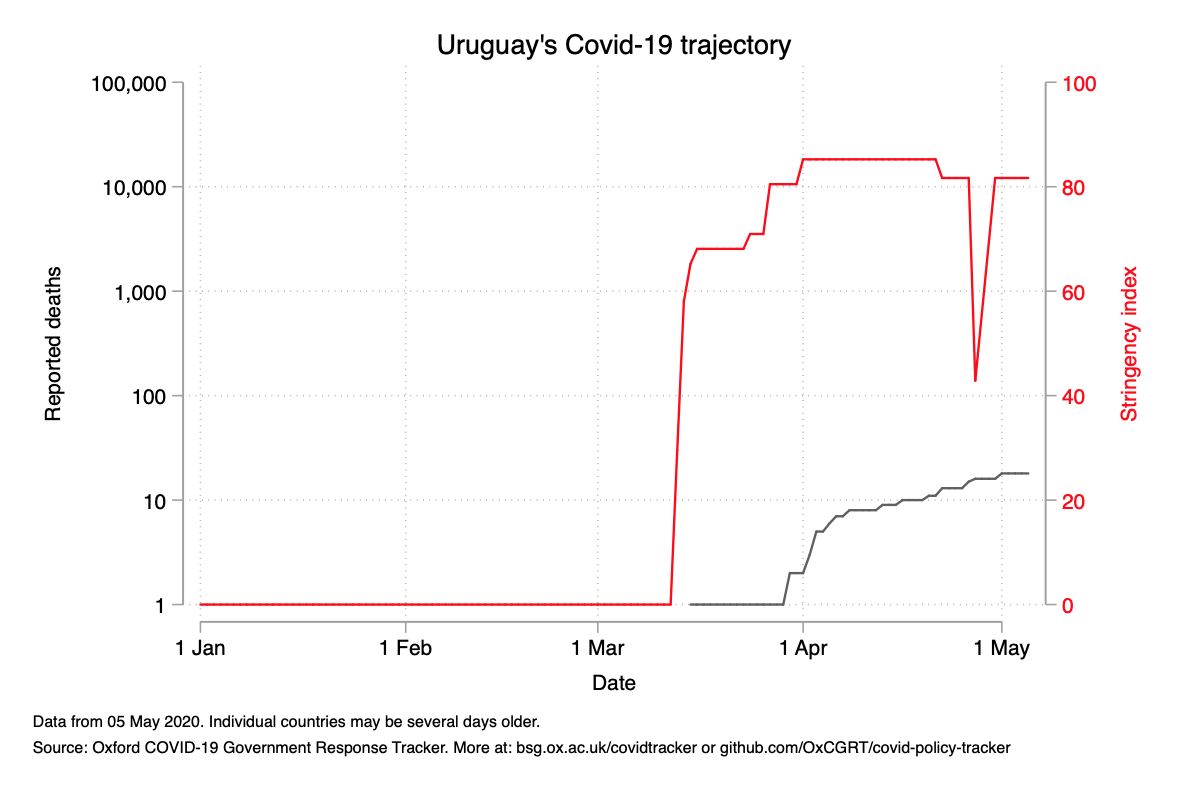 Uruguay's Covid-19 trajectory
100,000
10,000
1,000
100
10
1
Reported deaths
100
80
60
40
20
0
Stringency index
1 Jan
1 Feb
1 Mar
1 Apr
1 May
Date
Data from 05 May 2020. Individual countries may be several days older.
Source: Oxford COVID-19 Government Response Tracker. More at: bsg.ox.ac.uk/covidtracker or github.com/OxCGRT/covid-policy-tracker